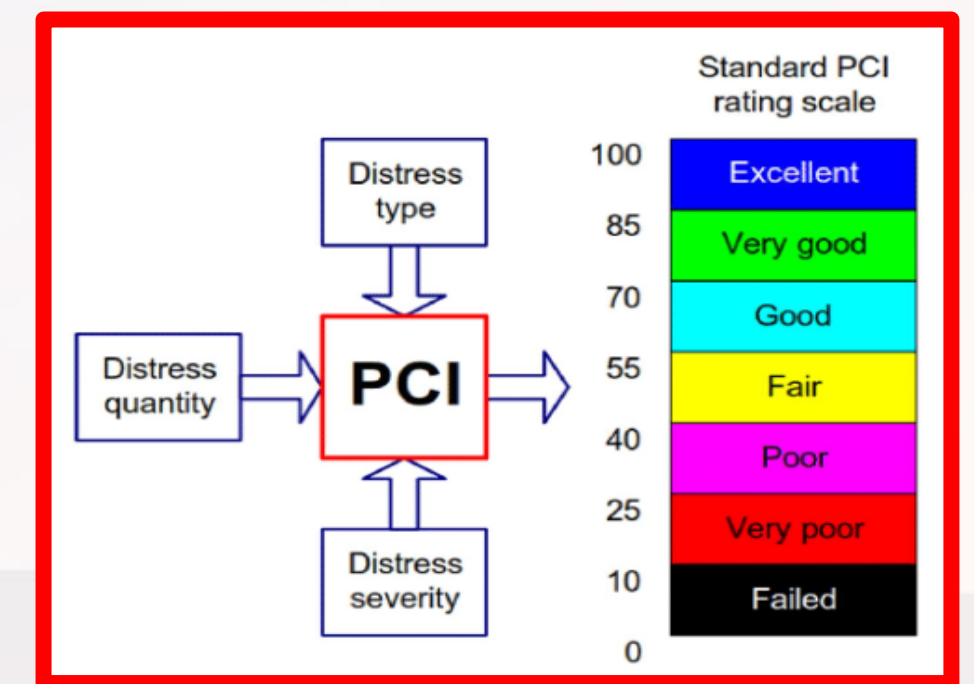 Standard PCI
rating scale
Distress
type
Distress
quantity
PCI
Distress
severity
100
Excellent
85
Very good
70
Good
55
Fair
40
Poor
25
Very poor
10
Failed
0